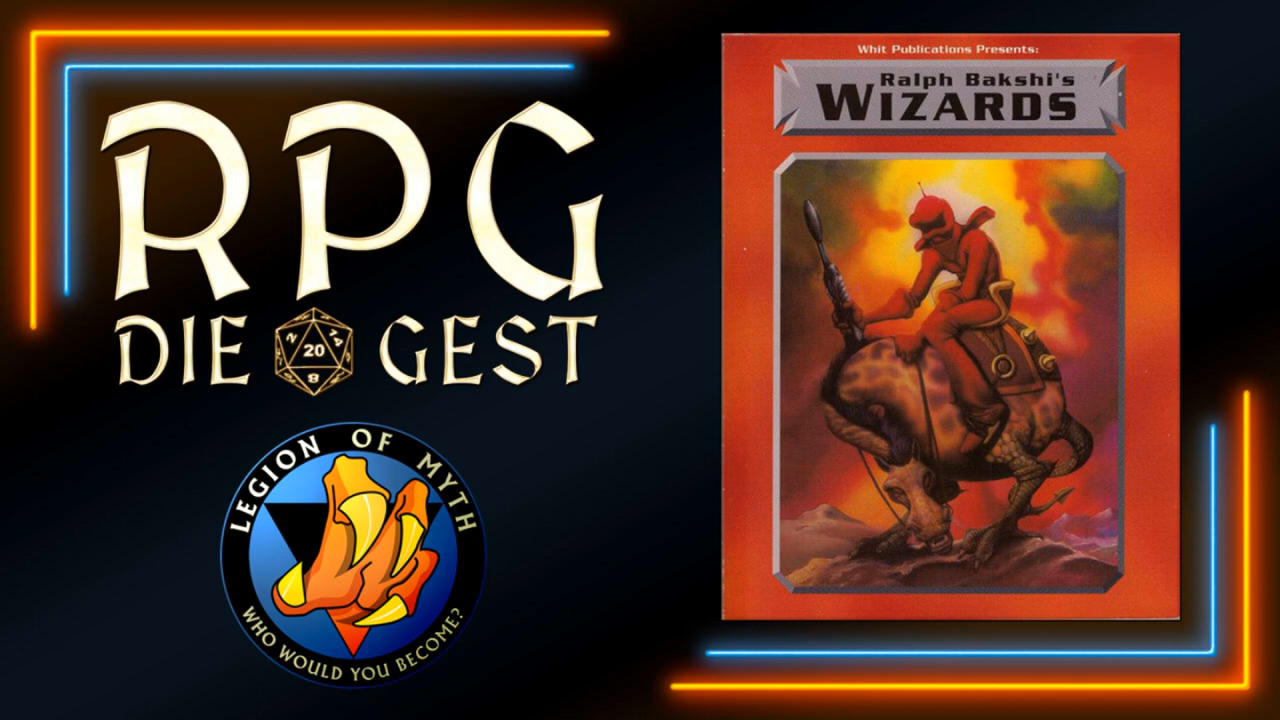 RPG
DIE 20 GEST
2
14
8
LEGION OF MYTH
WHO WOULD YOU BECOME?
Whit Publications Presents:
Ralph Bakshi's
WIZARDS